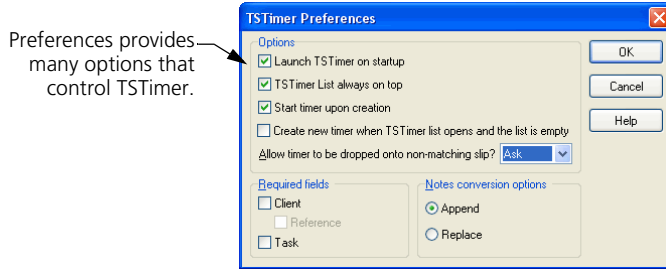 Preferences provides
many options that
control TSTimer.
TSTimer Preferences
Options
Launch TSTimer on startup
TSTimer List always on top
Start timer upon creation
Create new timer when TSTimer list opens and the list is empty
Allow timer to be dropped onto non-matching slip? Ask
Required fields
Client
Reference
Task
Notes conversion options
Append
Replace
OK
Cancel
Help